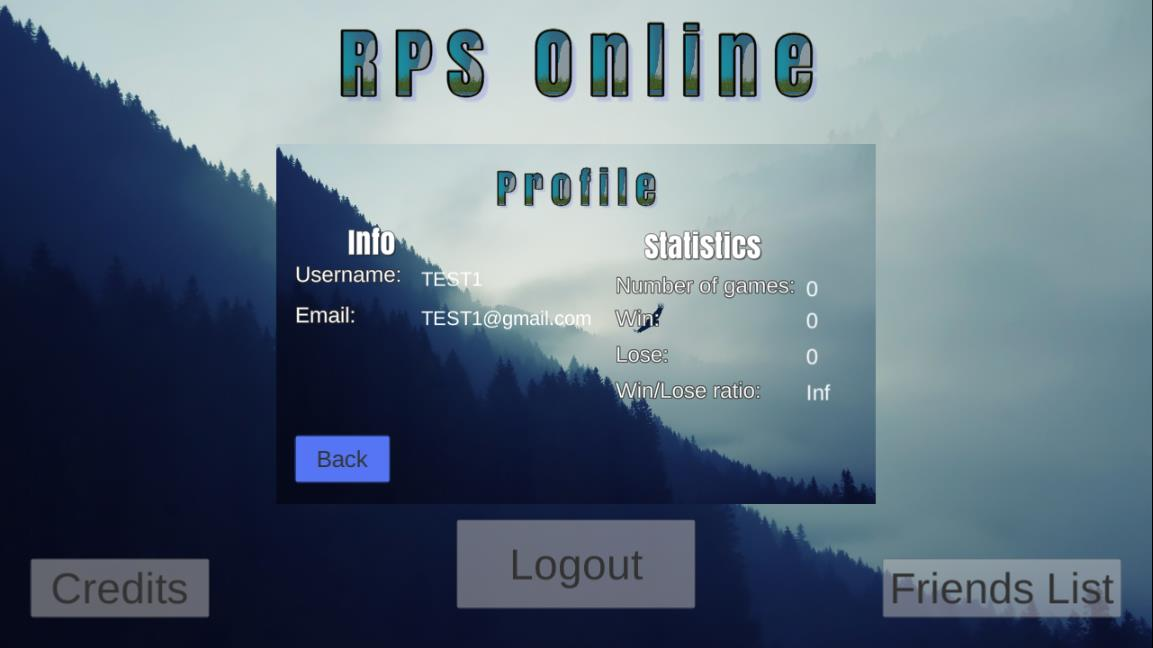 RPS Online
Profile
Info
Username: TEST1
Email: TEST1@gmail.com
Statistics
Number of games: 0
Win: 0
Lose: 0
Win/Lose ratio: Inf
Back
Logout
Credits
Friends List